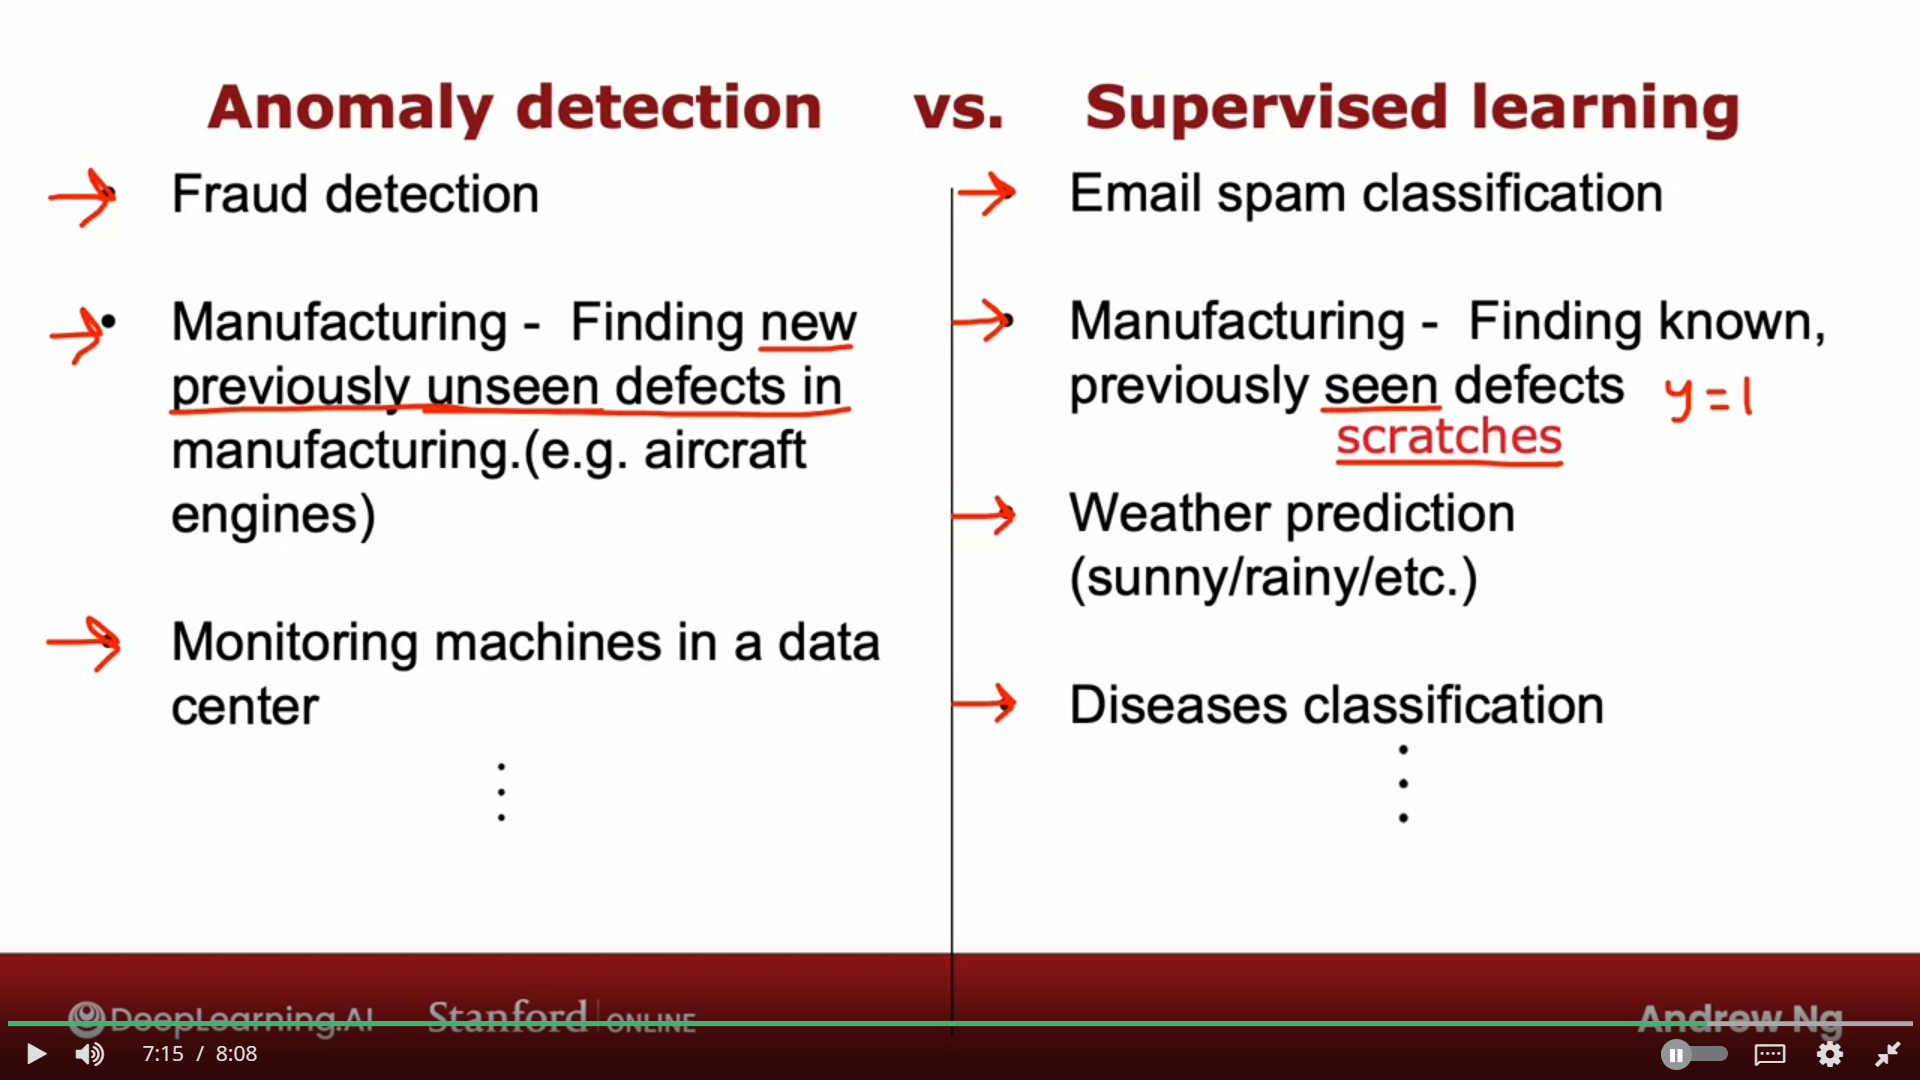 Anomaly detection vs. Supervised learning
• Fraud detection
• Manufacturing - Finding new
previously unseen defects in
manufacturing.(e.g. aircraft
engines)
• Monitoring machines in a data
center
• Email spam classification
• Manufacturing - Finding known,
previously seen defects y=1
scratches
• Weather prediction
(sunny/rainy/etc.)
• Diseases classification
DeepLearning.AI Stanford | ONLINE
Andrew Ng
7:15 / 8:08